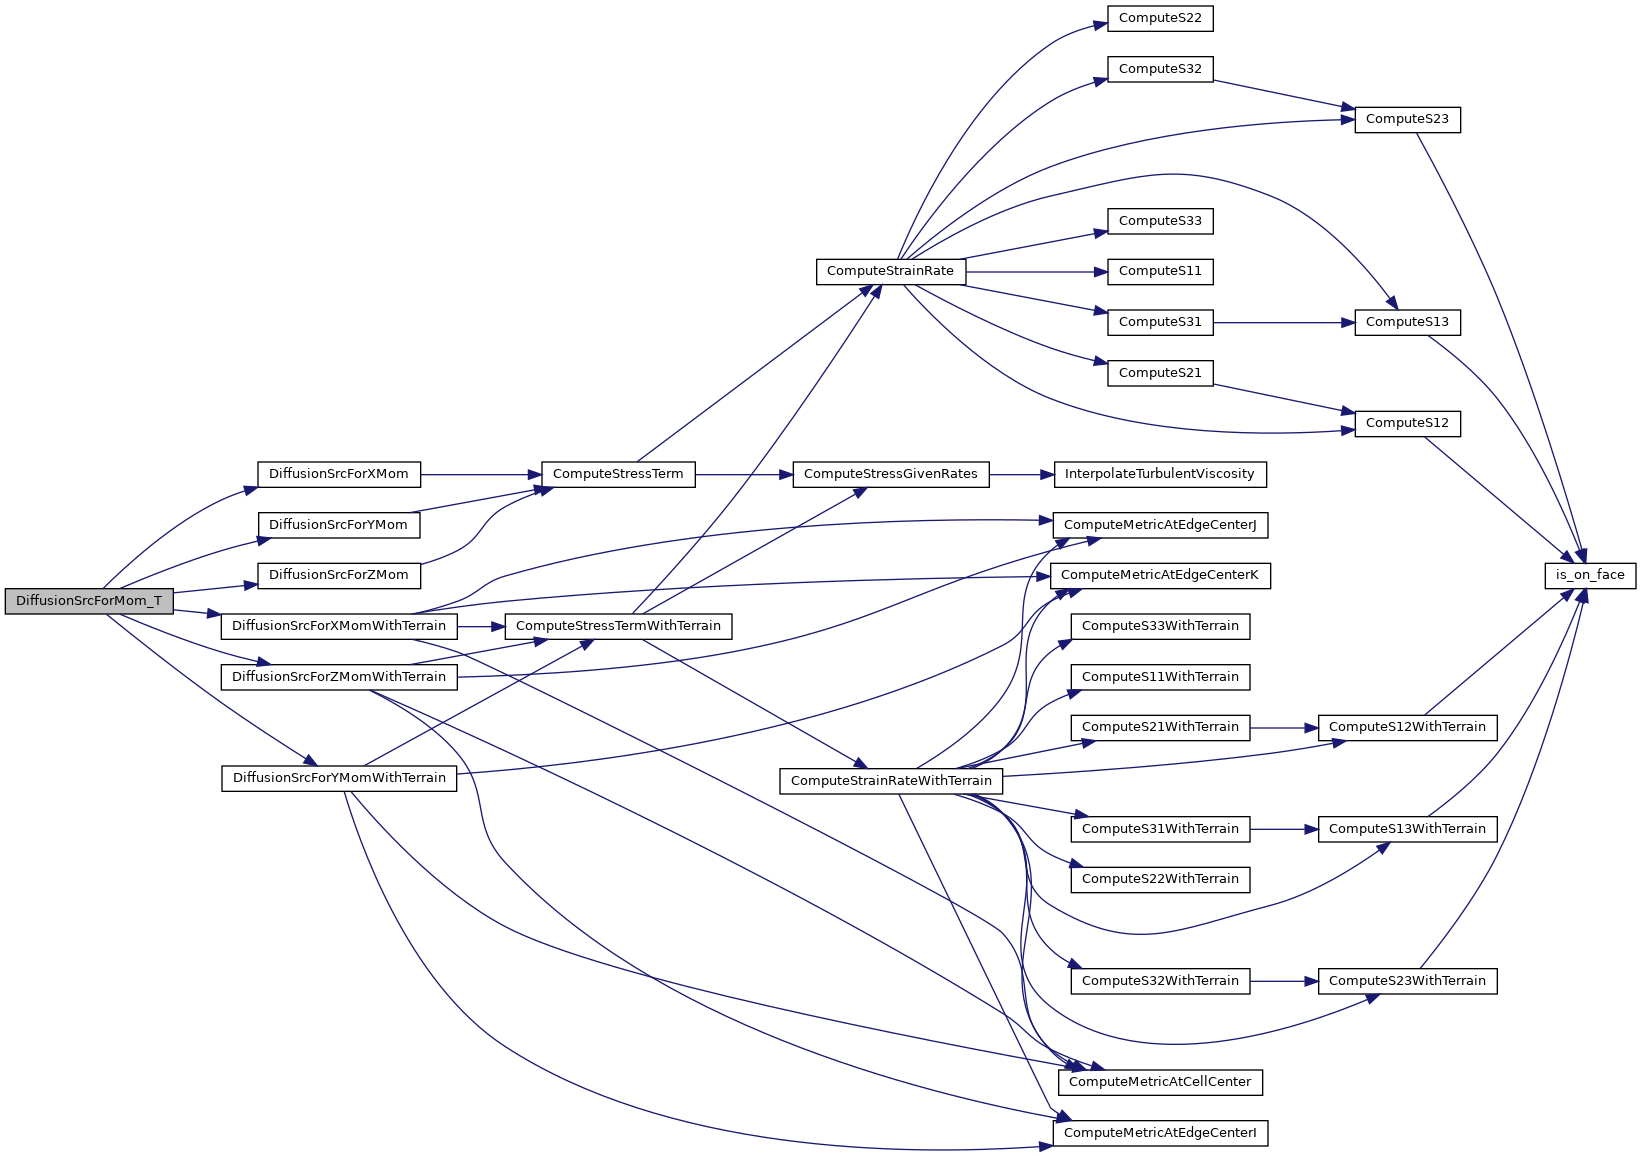 ComputeS22
ComputeS32
ComputeS23
ComputeS33
ComputeStrainRate
ComputeS11
ComputeS31
ComputeS13
ComputeS21
ComputeS12
DiffusionSrcForXMom
ComputeStressTerm
ComputeStressGivenRates
InterpolateTurbulentViscosity
DiffusionSrcForYMom
ComputeMetricAtEdgeCenterJ
DiffusionSrcForZMom
ComputeMetricAtEdgeCenterK
is_on_face
DiffusionSrcForMom_T
DiffusionSrcForXMomWithTerrain
ComputeStressTermWithTerrain
ComputeS33WithTerrain
DiffusionSrcForZMomWithTerrain
ComputeS11WithTerrain
ComputeS21WithTerrain
ComputeS12WithTerrain
DiffusionSrcForYMomWithTerrain
ComputeStrainRateWithTerrain
ComputeS31WithTerrain
ComputeS13WithTerrain
ComputeS22WithTerrain
ComputeS32WithTerrain
ComputeS23WithTerrain
ComputeMetricAtCellCenter
ComputeMetricAtEdgeCenterI